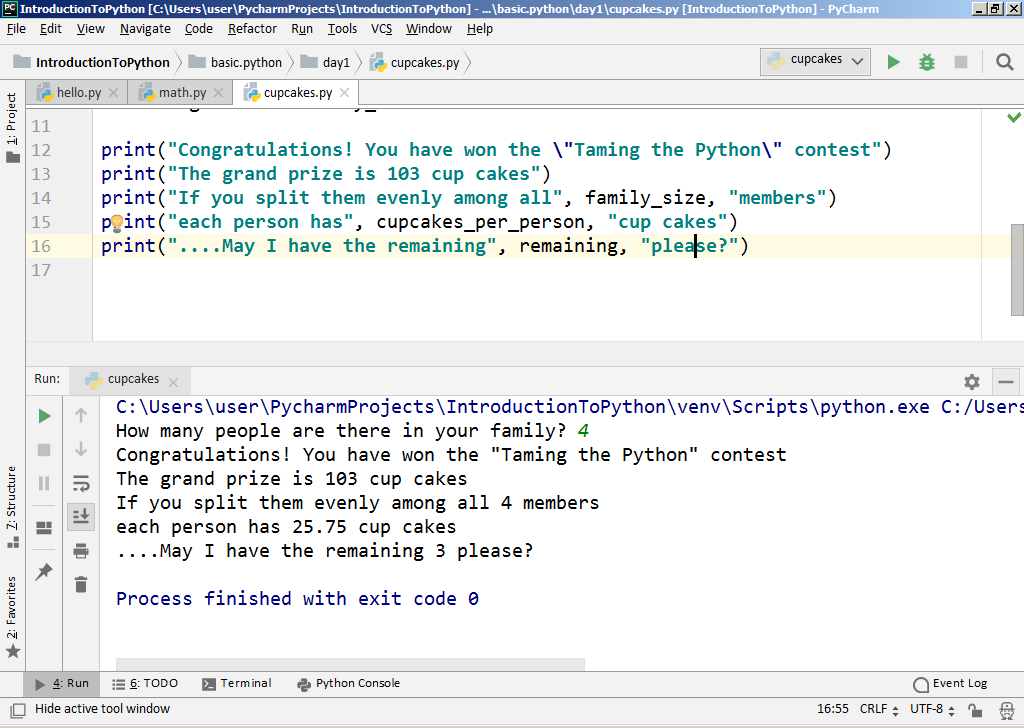 IntroductionToPython [C:\Users\user\PycharmProjects\IntroductionToPython] - ...\basic.python\day1\cupcakes.py [IntroductionToPython] - PyCharm
File Edit View Navigate Code Refactor Run Tools VCS Window Help
IntroductionToPython basic.python day1 cupcakes.py cupcakes
1: Project
hello.py math.py cupcakes.py
11
12 print("Congratulations! You have won the \"Taming the Python\" contest")
13 print("The grand prize is 103 cup cakes")
14 print("If you split them evenly among all", family_size, "members")
15 print("each person has", cupcakes_per_person, "cup cakes")
16 print("....May I have the remaining", remaining, "please?")
17
Run: cupcakes
C:\Users\user\PycharmProjects\IntroductionToPython\venv\Scripts\python.exe C:/Users
How many people are there in your family? 4
Congratulations! You have won the "Taming the Python" contest
The grand prize is 103 cup cakes
If you split them evenly among all 4 members
each person has 25.75 cup cakes
....May I have the remaining 3 please?
Process finished with exit code 0
7: Structure
2: Favorites
4: Run 6: TODO Terminal Python Console Event Log
Hide active tool window 16:55 CRLF UTF-8